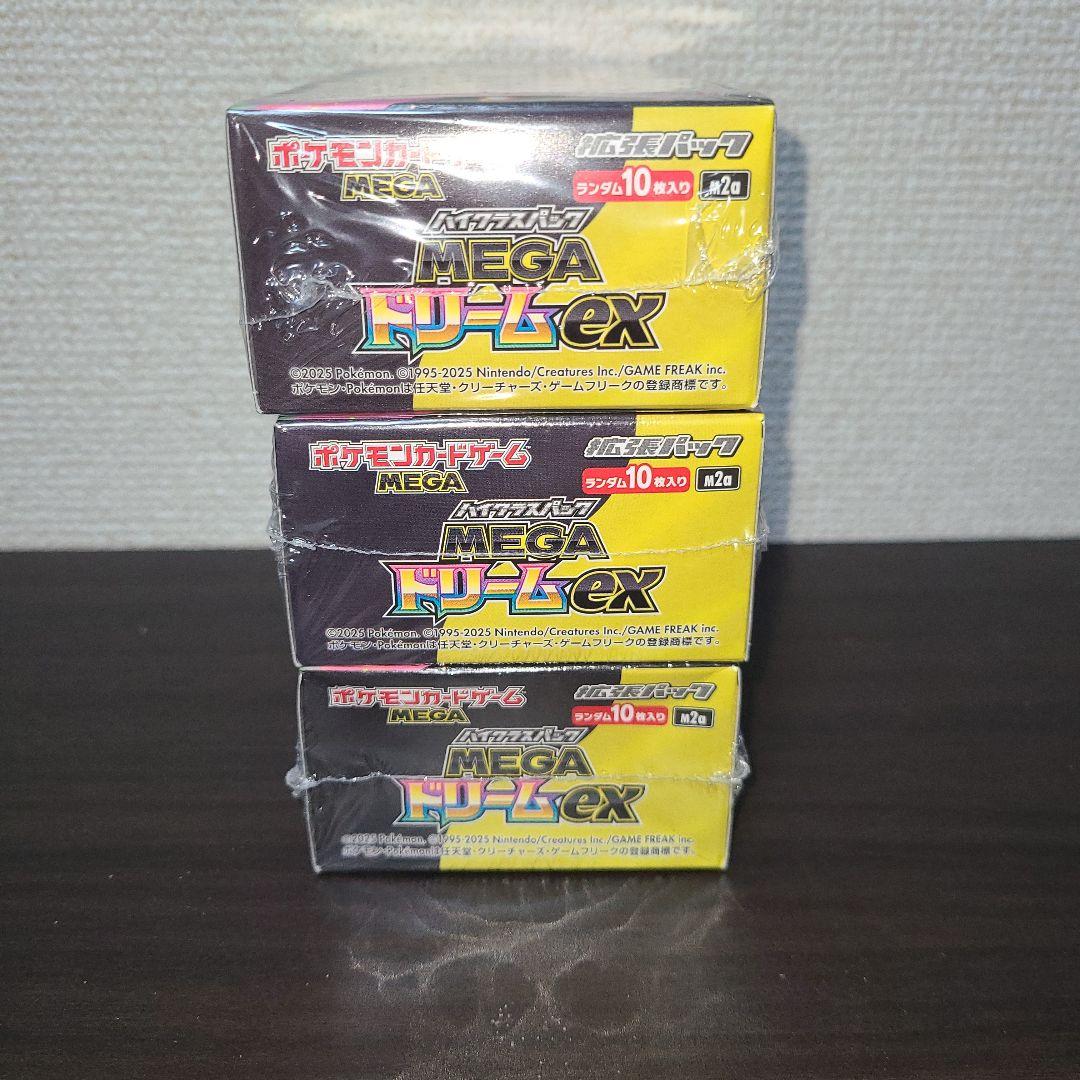 ポケモンカード
拡張パック
MEGA
ランダム10枚入り
M2a
ハイクラスパック
MEGA
ドリームex
©2025 Pokémon. ©1995-2025 Nintendo/Creatures Inc./GAME FREAK inc.
ポケモン・Pokémonは任天堂・クリーチャーズ・ゲームフリークの登録商標です。
ポケモンカードゲーム
拡張パック
MEGA
ランダム10枚入り
M2a
ハイクラスパック
MEGA
ドリームex
©2025 Pokémon. ©1995-2025 Nintendo/Creatures Inc./GAME FREAK inc.
ポケモン・Pokémonは任天堂・クリーチャーズ・ゲームフリークの登録商標です。
ポケモンカードゲーム
拡張パック
MEGA
ランダム10枚入り
M2a
ハイクラスパック
MEGA
ドリームex
©2025 Pokémon. ©1995-2025 Nintendo/Creatures Inc./GAME FREAK inc.
ポケモン・Pokémonは任天堂・クリーチャーズ・ゲームフリークの登録商標です。